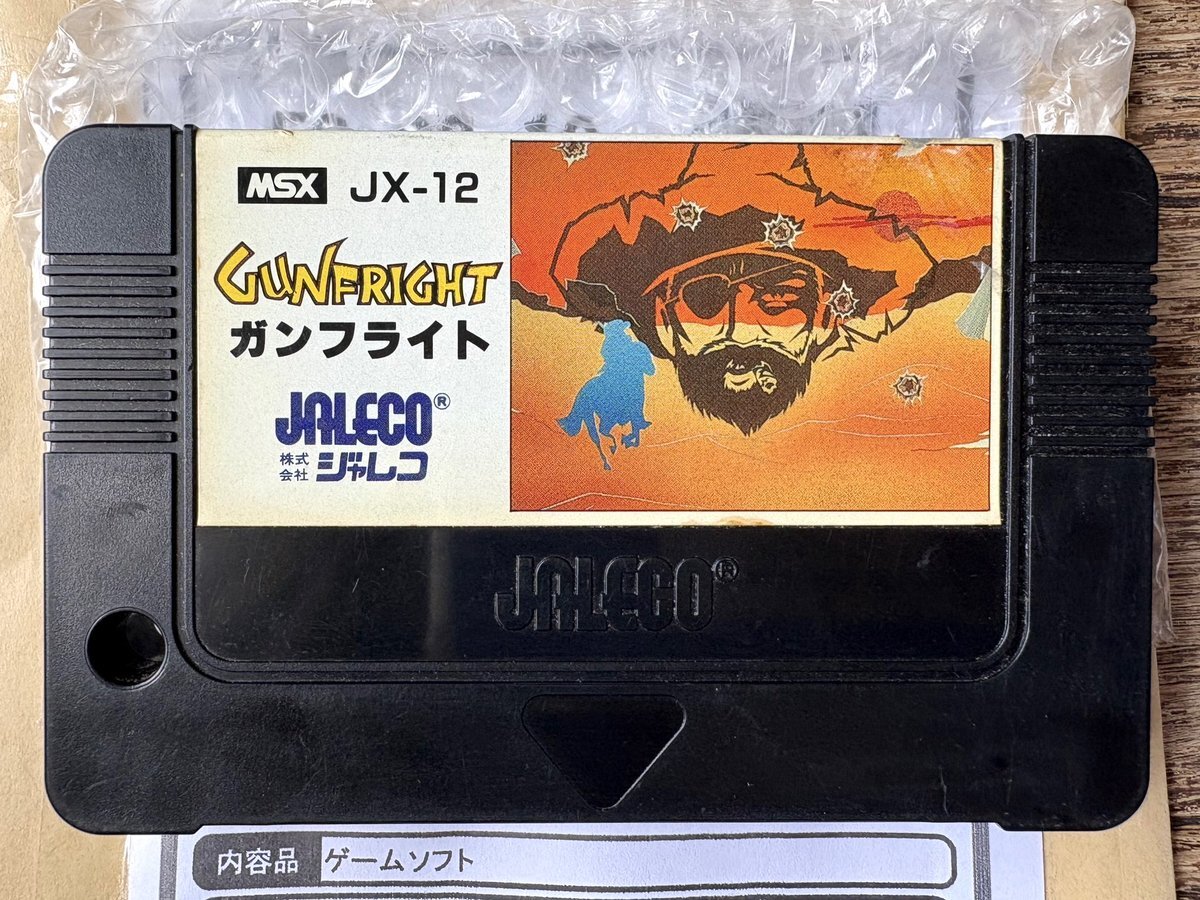 MSX JX-12
GUNFRIGHT
ガンフライト
JALECO®
株式会社 ジャレコ
JALECO®
内容品 ゲームソフト